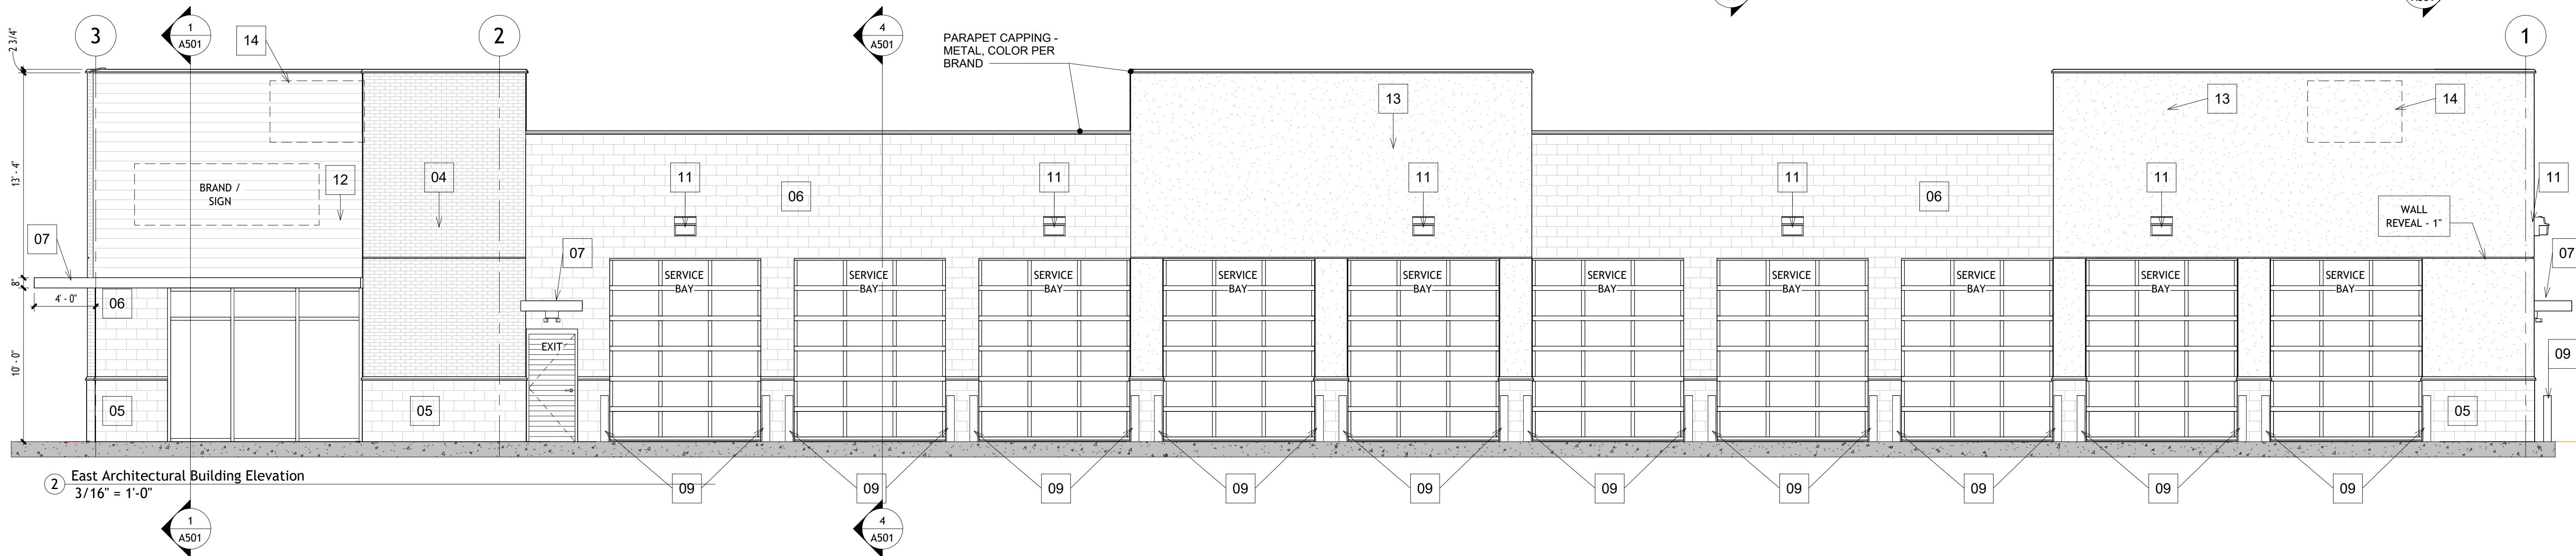 3
1
A501
14
2
4
A501
PARAPET CAPPING -
METAL, COLOR PER
BRAND
1
2 3/4"
13' - 4"
8"
10' - 0"
4' - 0"
13
13
14
BRAND /
SIGN
12
04
11
06
11
11
11
06
11
WALL
REVEAL - 1"
11
07
07
07
06
SERVICE
BAY
SERVICE
BAY
SERVICE
BAY
SERVICE
BAY
SERVICE
BAY
SERVICE
BAY
SERVICE
BAY
SERVICE
BAY
SERVICE
BAY
SERVICE
BAY
EXIT
09
05
05
05
2
East Architectural Building Elevation
3/16" = 1'-0"
09
09
09
09
09
09
09
09
09
09
1
A501
4
A501